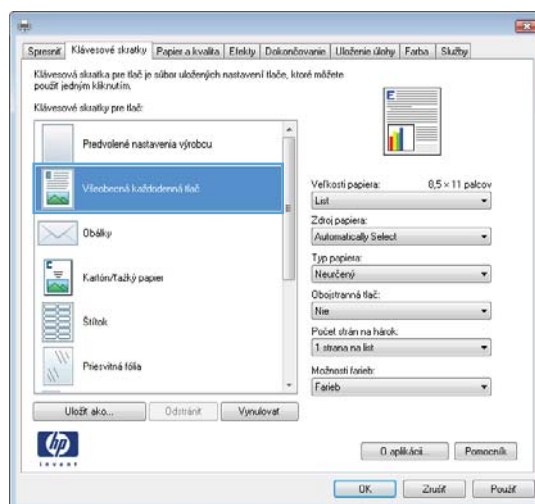 Spresniť Klávesové skratky Papier a kvalita Efekty Dokončovanie Uloženie úlohy Farba Služby
Klávesová skratka pre tlač je súbor uložených nastavení tlače, ktoré môžete
použiť jedným kliknutím.
Klávesové skratky pre tlač:
Predvolené nastavenia výrobcu
Všeobecná každodenná tlač
Obálky
Kartón/Ťažký papier
Štítok
Priesvitná fólia
Uložiť ako...
Odstrániť
Vynulovať
E
Veľkosti papiera: 8,5 × 11 palcov
List
Zdroj papiera:
Automatically Select
Typ papiera:
Neurčený
Obojstranná tlač:
Nie
Počet strán na hárok:
1 strana na list
Možnosti farieb:
Farieb
hp
invent
O aplikácii...
Pomocník
OK
Zrušiť
Použiť